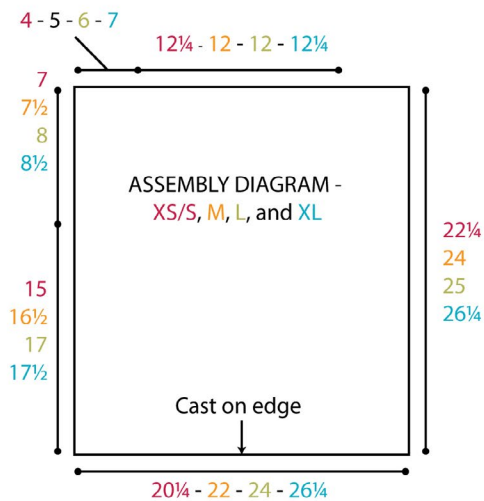 4 - 5 - 6 - 7
12¼ - 12 - 12 - 12¼
7
7½
8
8½
ASSEMBLY DIAGRAM -
XS/S, M, L, and XL
22¼
24
25
26¼
15
16½
17
17½
Cast on edge
20¼ - 22 - 24 - 26¼